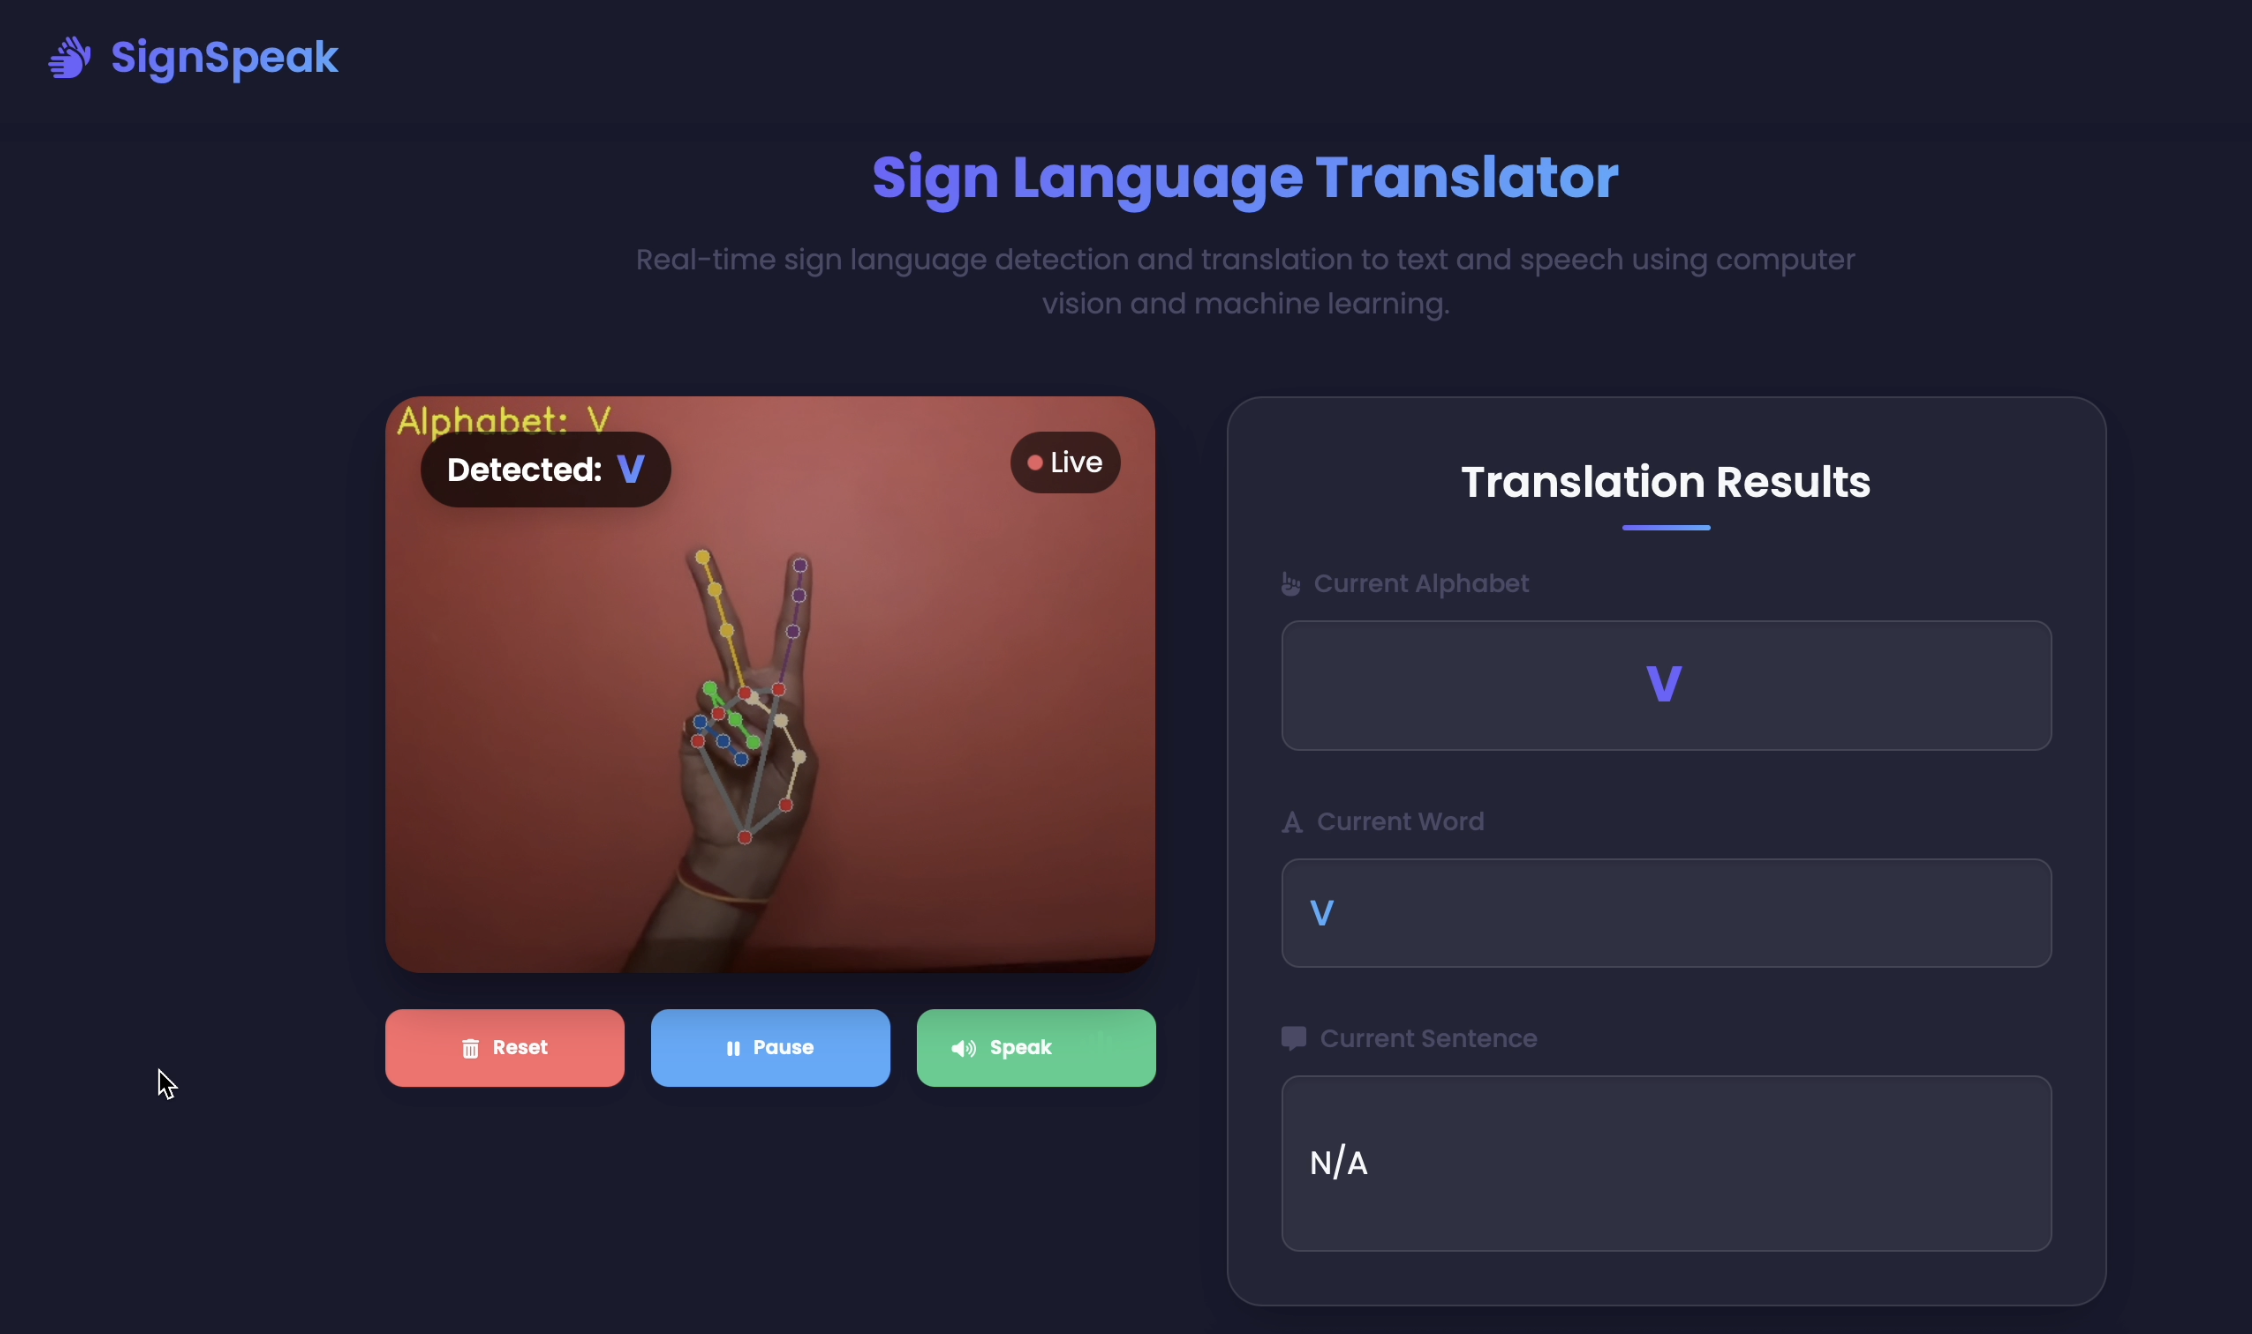 SignSpeak
Sign Language Translator
Real-time sign language detection and translation to text and speech using computer
vision and machine learning.
Alphabet: V
Detected: V
Live
Reset
Pause
Speak
Translation Results
Current Alphabet
V
Current Word
V
Current Sentence
N/A